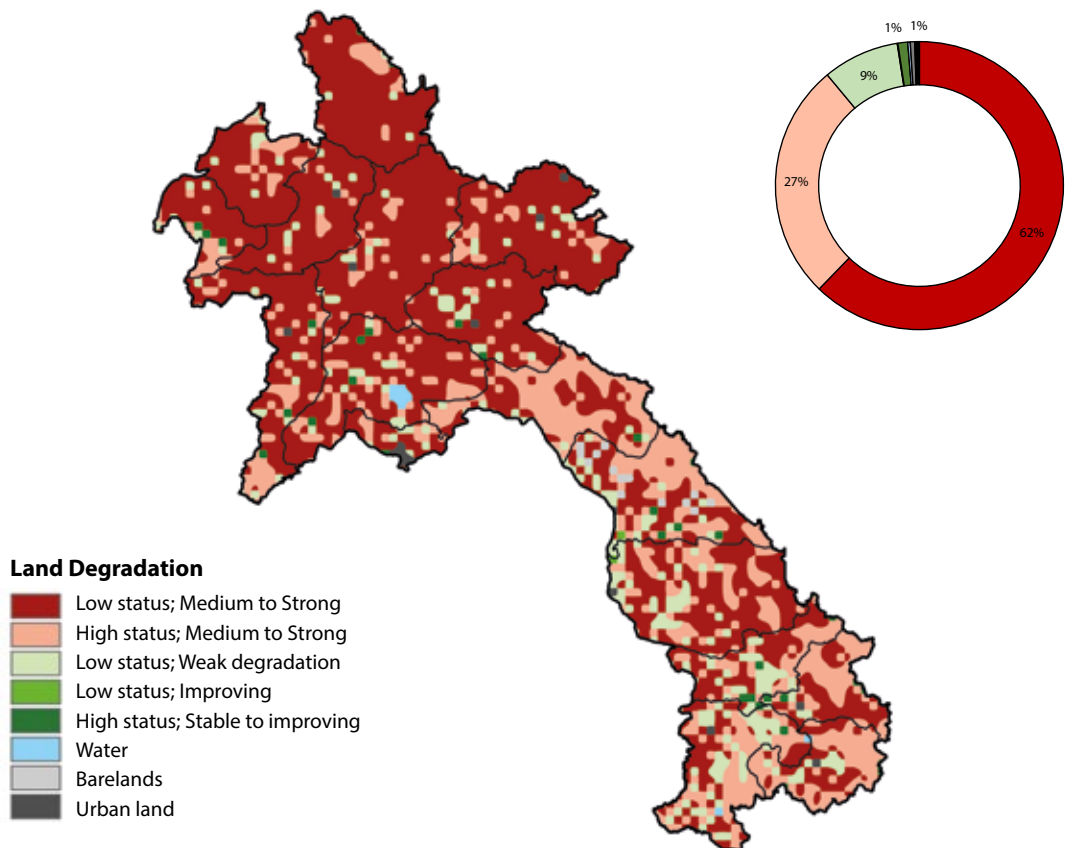 1% 1%
9%
27%
62%
Land Degradation
Low status; Medium to Strong
High status; Medium to Strong
Low status; Weak degradation
Low status; Improving
High status; Stable to improving
Water
Barelands
Urban land